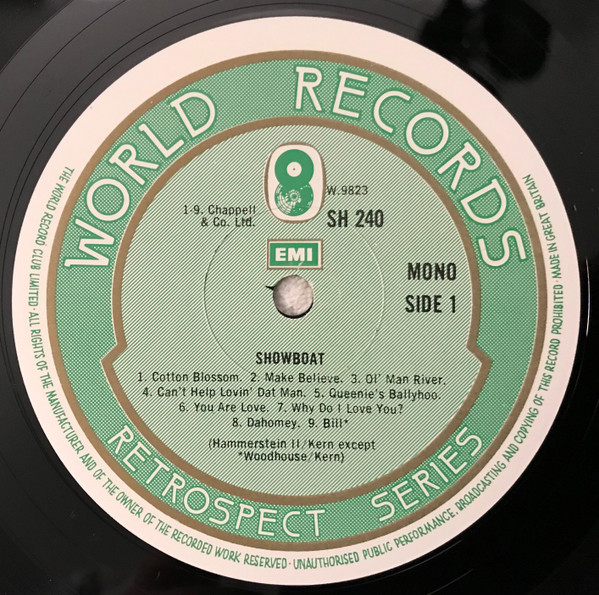 WORLD RECORDS
W.9823
1-9. Chappell
& Co. Ltd.
SH 240
EMI
MONO
SIDE 1
SHOWBOAT
1. Cotton Blossom. 2. Make Believe. 3. Ol' Man River.
4. Can't Help Lovin' Dat Man. 5. Queenie's Ballyhoo.
6. You Are Love. 7. Why Do I Love You?
8. Dahomey. 9. Bill*
(Hammerstein II/Kern except
*Woodhouse/Kern)
RETROSPECT SERIES
THE WORLD RECORD CLUB LIMITED · ALL RIGHTS OF THE MANUFACTURER AND OF THE OWNER OF THE RECORDED WORK RESERVED · UNAUTHORISED PUBLIC PERFORMANCE, BROADCASTING AND COPYING OF THIS RECORD PROHIBITED · MADE IN GREAT BRITAIN